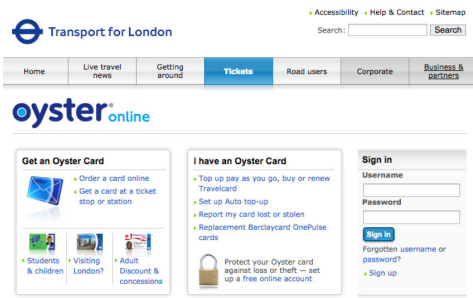 Accessibility Help & Contact Sitemap
Transport for London
Search: Search
Home Live travel news Getting around Tickets Road users Corporate Business & partners
oyster online
Get an Oyster Card
Order a card online
Get a card at a ticket
stop or station
Students
& children
Visiting
London?
Adult
Discount &
concessions
I have an Oyster Card
Top up pay as you go, buy or renew
Travelcard
Set up Auto top-up
Report my card lost or stolen
Replacement Barclaycard OnePulse
cards
Protect your Oyster card
against loss or theft — set
up a free online account
Sign in
Username
Password
Sign in
Forgotten username or
password?
Sign up